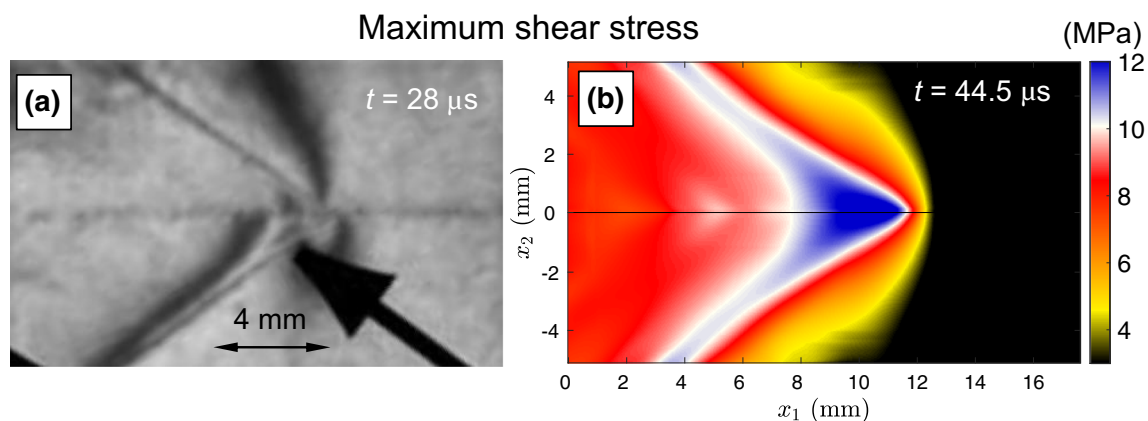 Maximum shear stress
(MPa)
(a)
t = 28 μs
4 mm
(b)
t = 44.5 μs
x₂ (mm)
4
2
0
-2
-4
0 2 4 6 8 10 12 14 16
x₁ (mm)
12
10
8
6
4